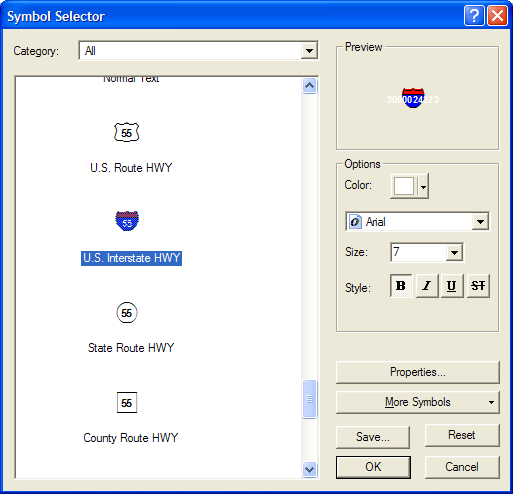 Symbol Selector
Category:
All
Normal Text
55
U.S. Route HWY
55
U.S. Interstate HWY
55
State Route HWY
55
County Route HWY
Preview
Options
Color:
Arial
Size:
7
Style:
B I U ST
Properties...
More Symbols
Save...
Reset
OK
Cancel